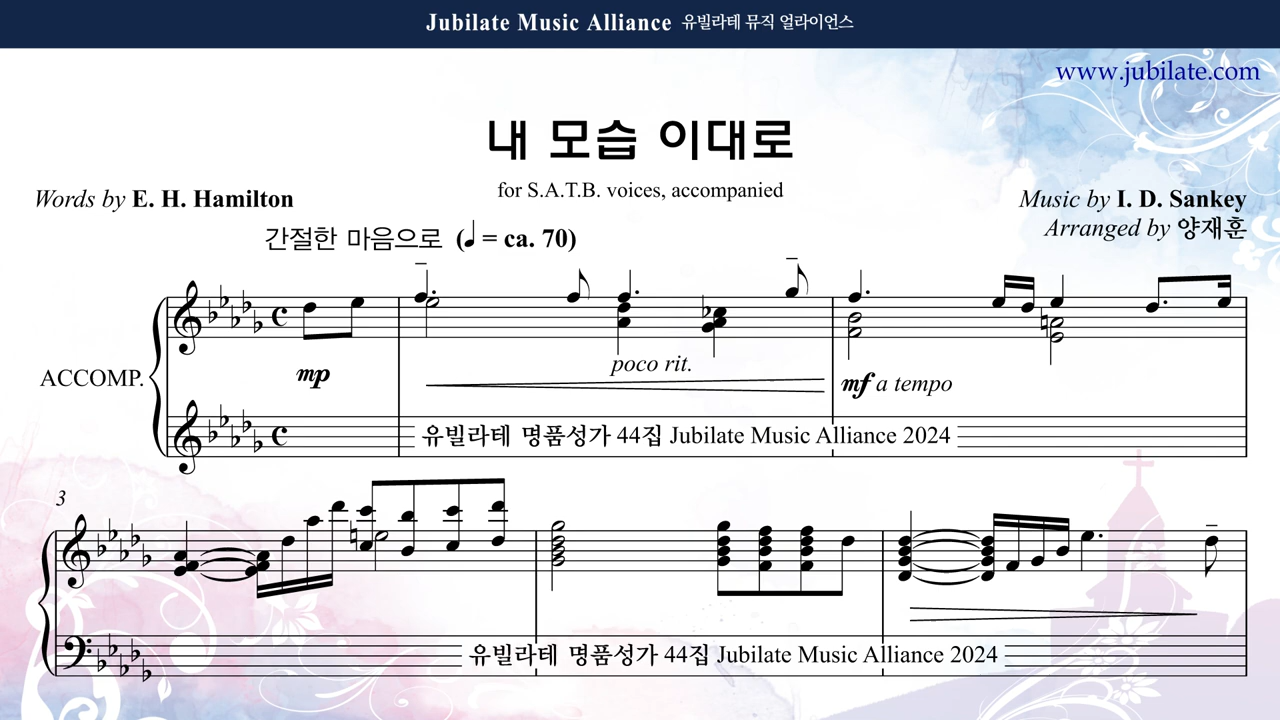 Jubilate Music Alliance 유빌라테 뮤직 얼라이언스
www.jubilate.com
내 모습 이대로
for S.A.T.B. voices, accompanied
Words by E. H. Hamilton
Music by I. D. Sankey
Arranged by 양재훈
간절한 마음으로 (♩ = ca. 70)
ACCOMP.
mp
poco rit.
mf a tempo
유빌라테 명품성가 44집 Jubilate Music Alliance 2024
3
유빌라테 명품성가 44집 Jubilate Music Alliance 2024